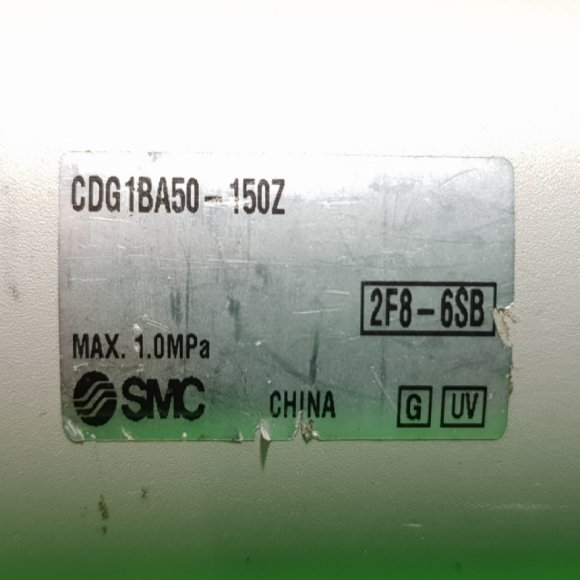 CDG1BA50-150Z
2F8-6SB
MAX. 1.0MPa
SMC CHINA G UV